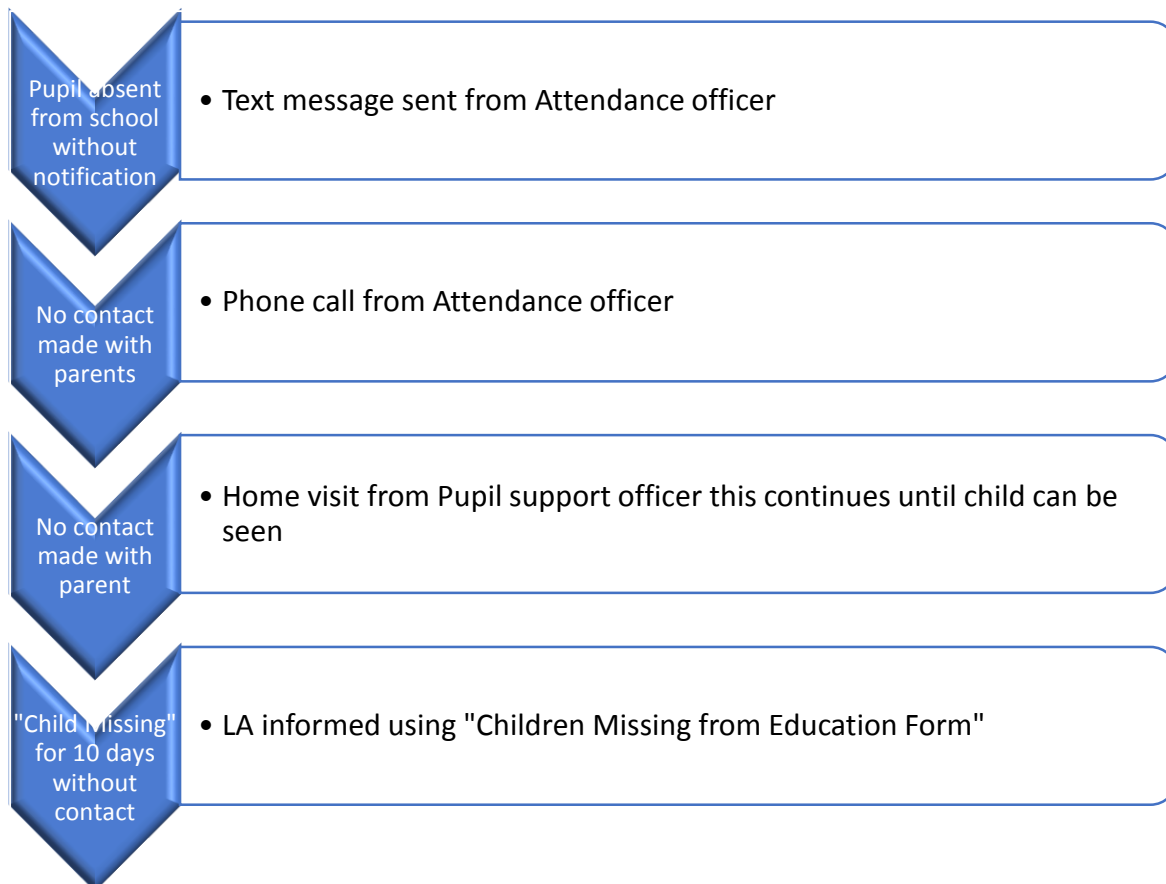 Pupil absent
from school
without
notification
• Text message sent from Attendance officer
No contact
made with
parents
• Phone call from Attendance officer
No contact
made with
parent
• Home visit from Pupil support officer this continues until child can be
seen
"Child Missing"
for 10 days
without
contact
• LA informed using "Children Missing from Education Form"